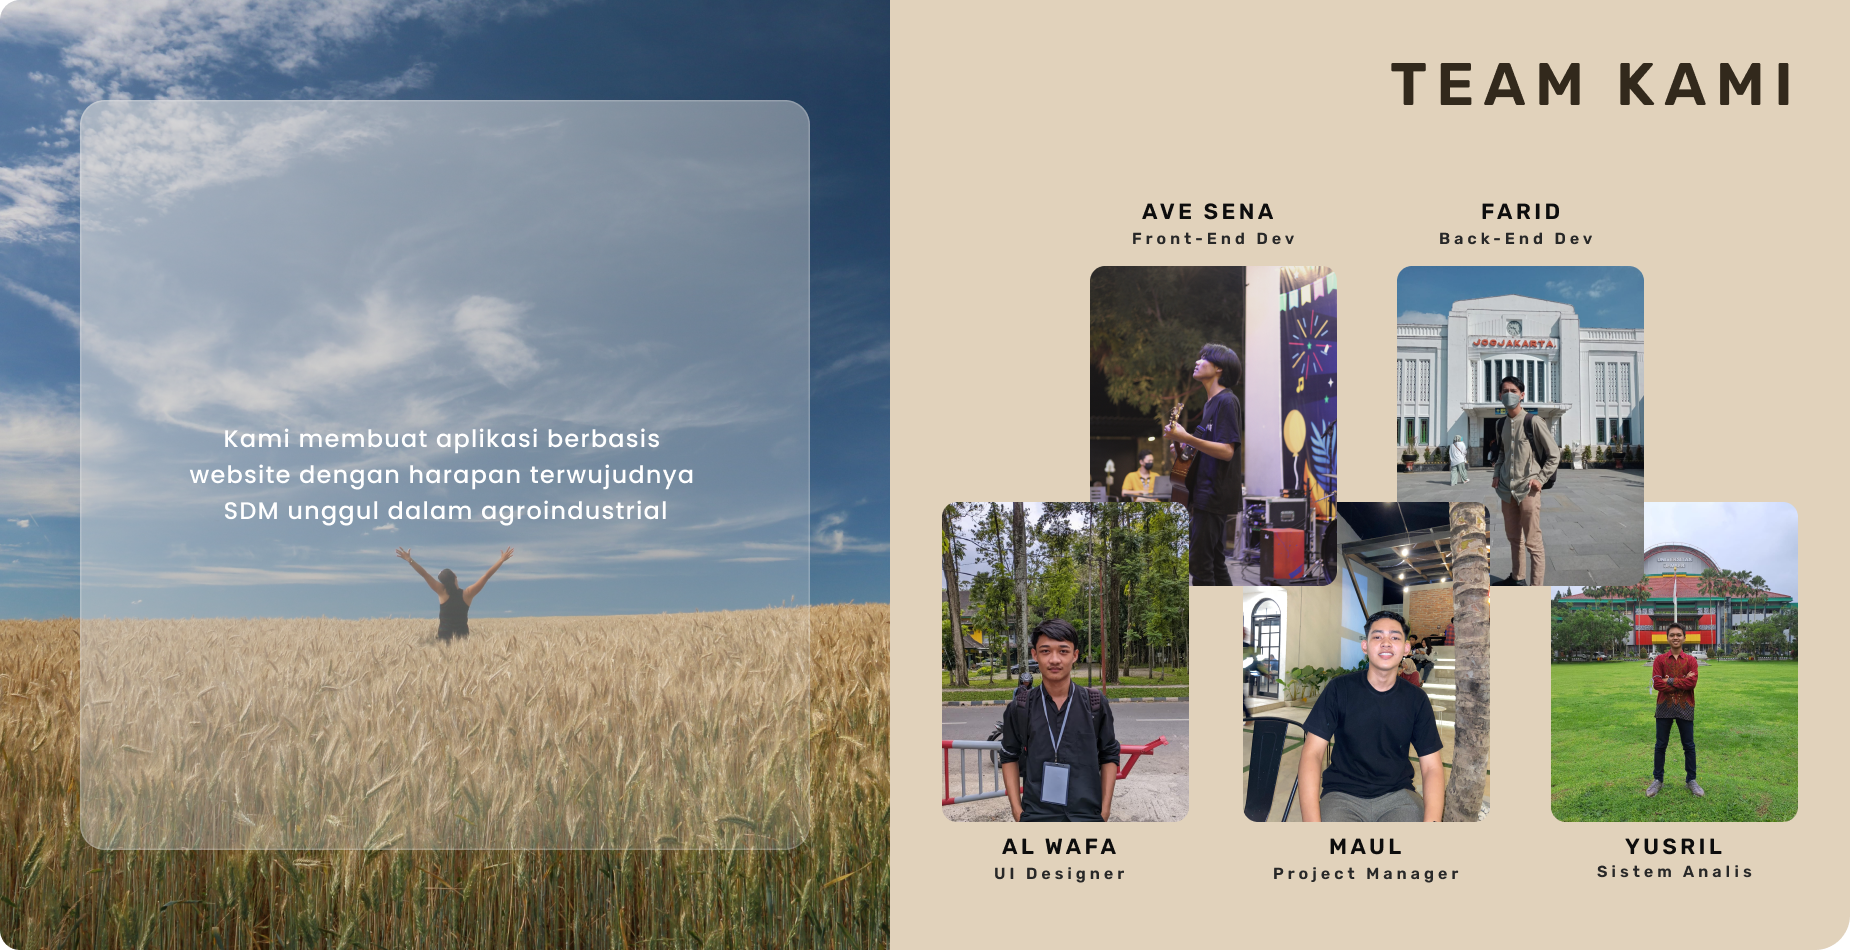 Kami membuat aplikasi berbasis
website dengan harapan terwujudnya
SDM unggul dalam agroindustrial
TEAM KAMI
AVE SENA
Front-End Dev
FARID
Back-End Dev
JOGJAKARTA
AL WAFA
UI Designer
MAUL
Project Manager
YUSRIL
Sistem Analis